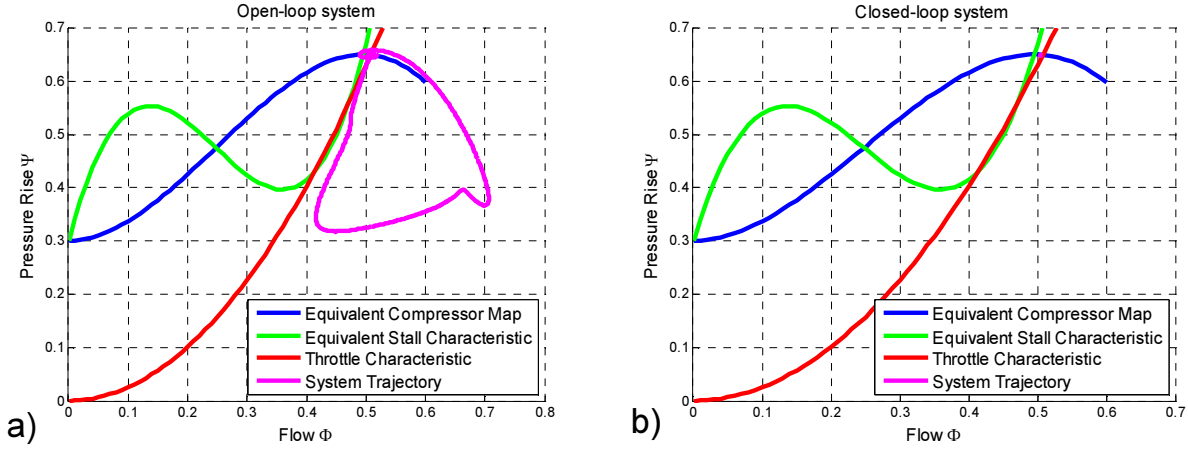 Open-loop system
0.7
0.6
0.5
0.4
0.3
0.2
0.1
0
Pressure Rise Ψ
Equivalent Compressor Map
Equivalent Stall Characteristic
Throttle Characteristic
System Trajectory
0 0.1 0.2 0.3 0.4 0.5 0.6 0.7 0.8
Flow Φ
a)
Closed-loop system
0.7
0.6
0.5
0.4
0.3
0.2
0.1
0
Pressure Rise Ψ
Equivalent Compressor Map
Equivalent Stall Characteristic
Throttle Characteristic
System Trajectory
0 0.1 0.2 0.3 0.4 0.5 0.6 0.7
Flow Φ
b)